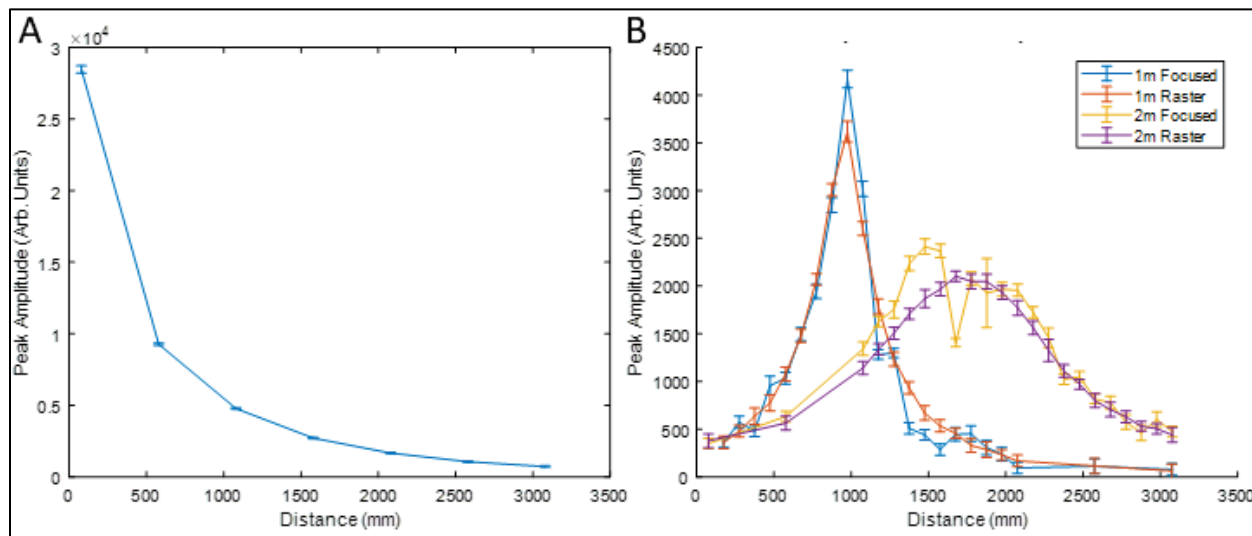 A
×10⁴
3
2.5
2
1.5
1
0.5
0
0 500 1000 1500 2000 2500 3000 3500
Peak Amplitude (Arb. Units)
Distance (mm)
B
4500
4000
3500
3000
2500
2000
1500
1000
500
0
0 500 1000 1500 2000 2500 3000 3500
Peak Amplitude (Arb. Units)
Distance (mm)
1m Focused
1m Raster
2m Focused
2m Raster